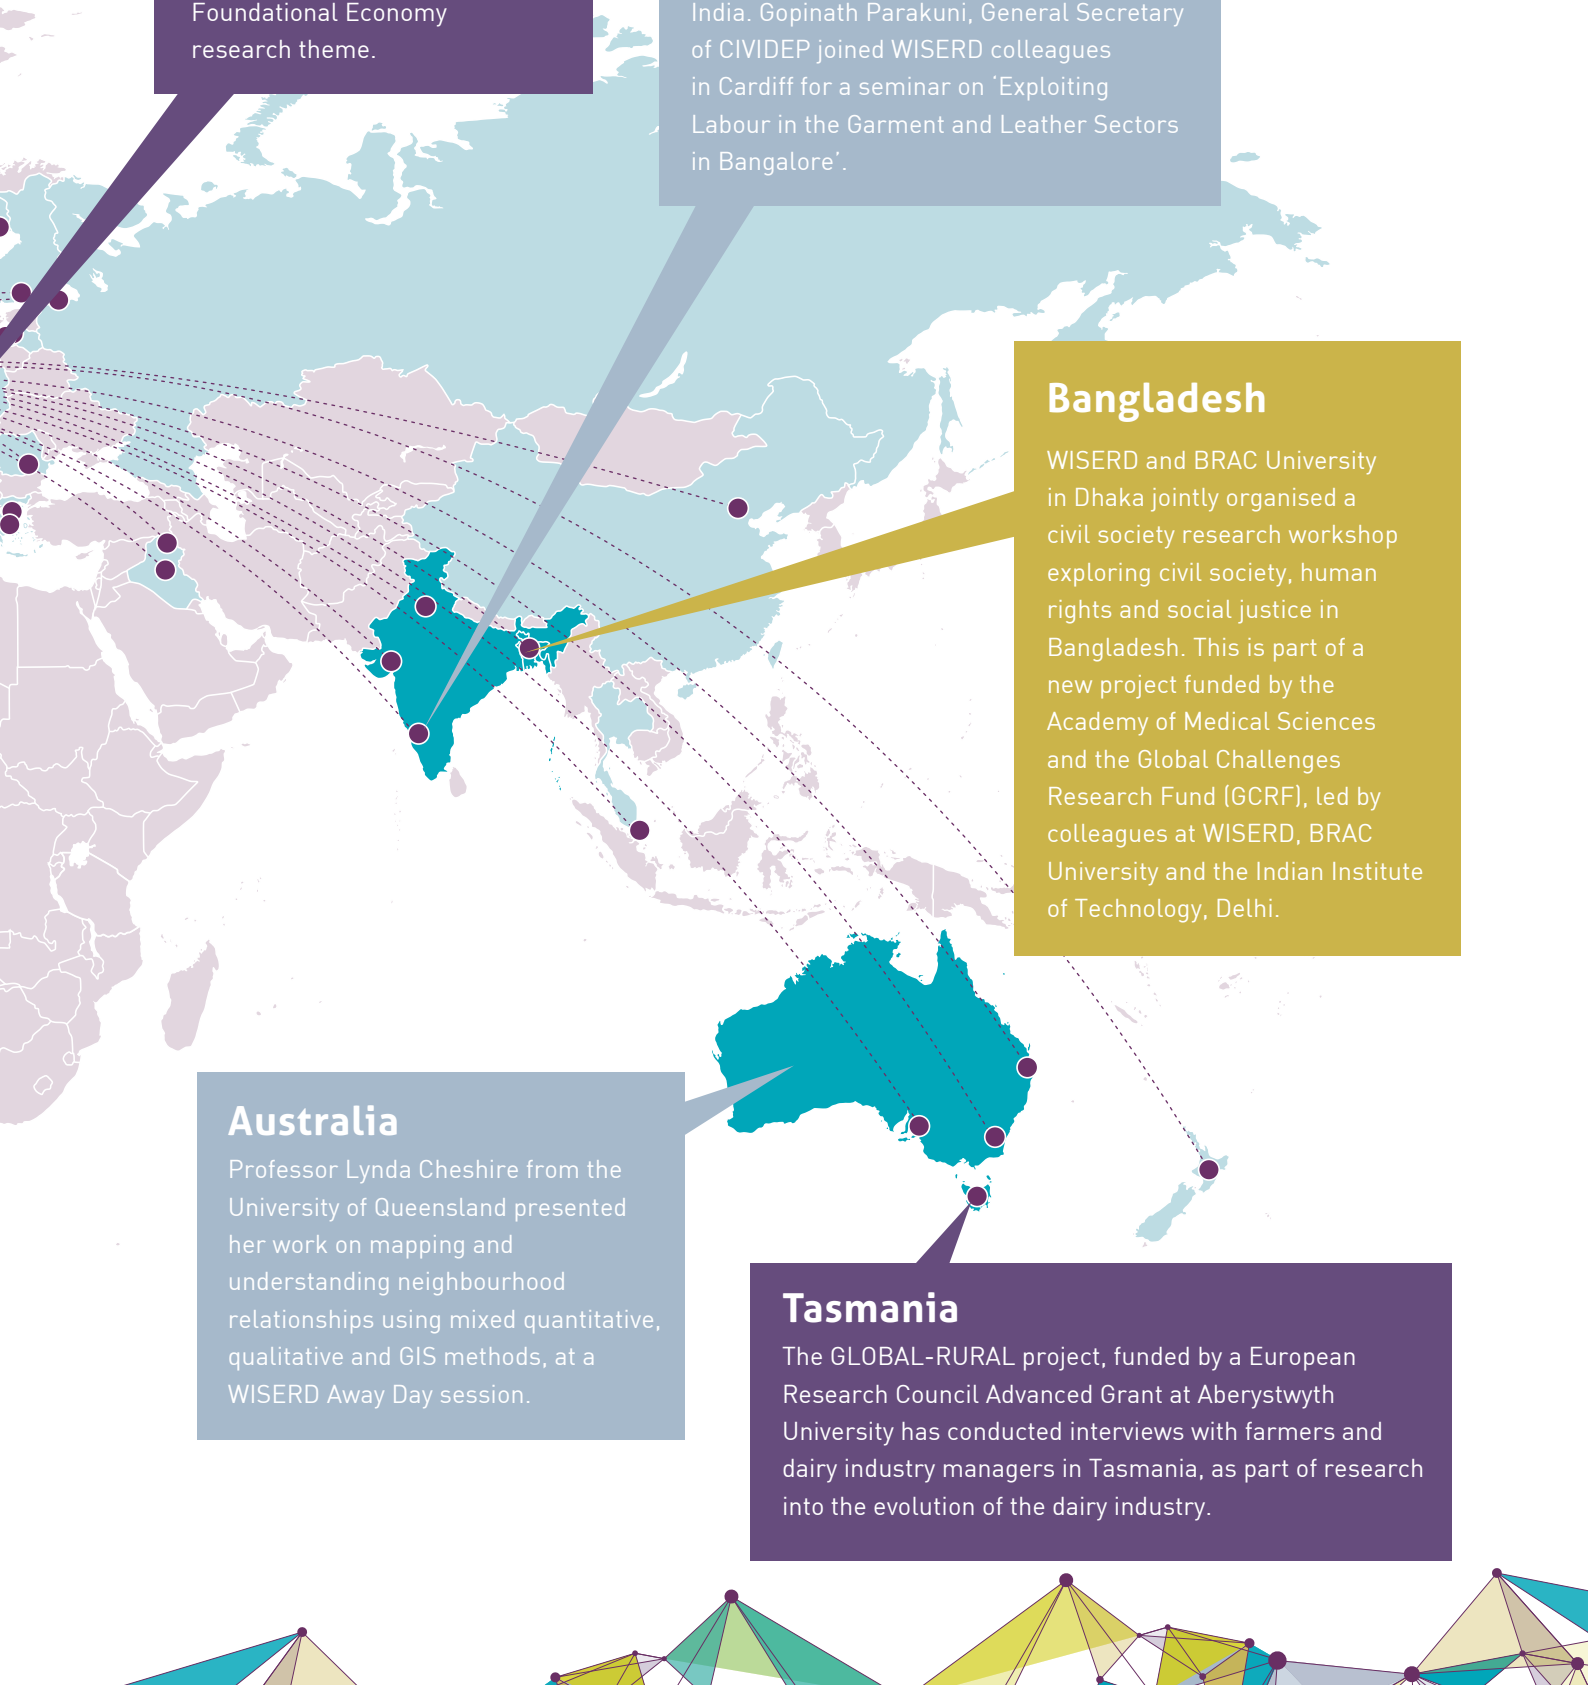 Foundational Economy
research theme.
India. Gopinath Parakuni, General Secretary
of CIVIDEP joined WISERD colleagues
in Cardiff for a seminar on ‘Exploiting
Labour in the Garment and Leather Sectors
in Bangalore’.
Bangladesh
WISERD and BRAC University
in Dhaka jointly organised a
civil society research workshop
exploring civil society, human
rights and social justice in
Bangladesh. This is part of a
new project funded by the
Academy of Medical Sciences
and the Global Challenges
Research Fund (GCRF), led by
colleagues at WISERD, BRAC
University and the Indian Institute
of Technology, Delhi.
Australia
Professor Lynda Cheshire from the
University of Queensland presented
her work on mapping and
understanding neighbourhood
relationships using mixed quantitative,
qualitative and GIS methods, at a
WISERD Away Day session.
Tasmania
The GLOBAL-RURAL project, funded by a European
Research Council Advanced Grant at Aberystwyth
University has conducted interviews with farmers and
dairy industry managers in Tasmania, as part of research
into the evolution of the dairy industry.